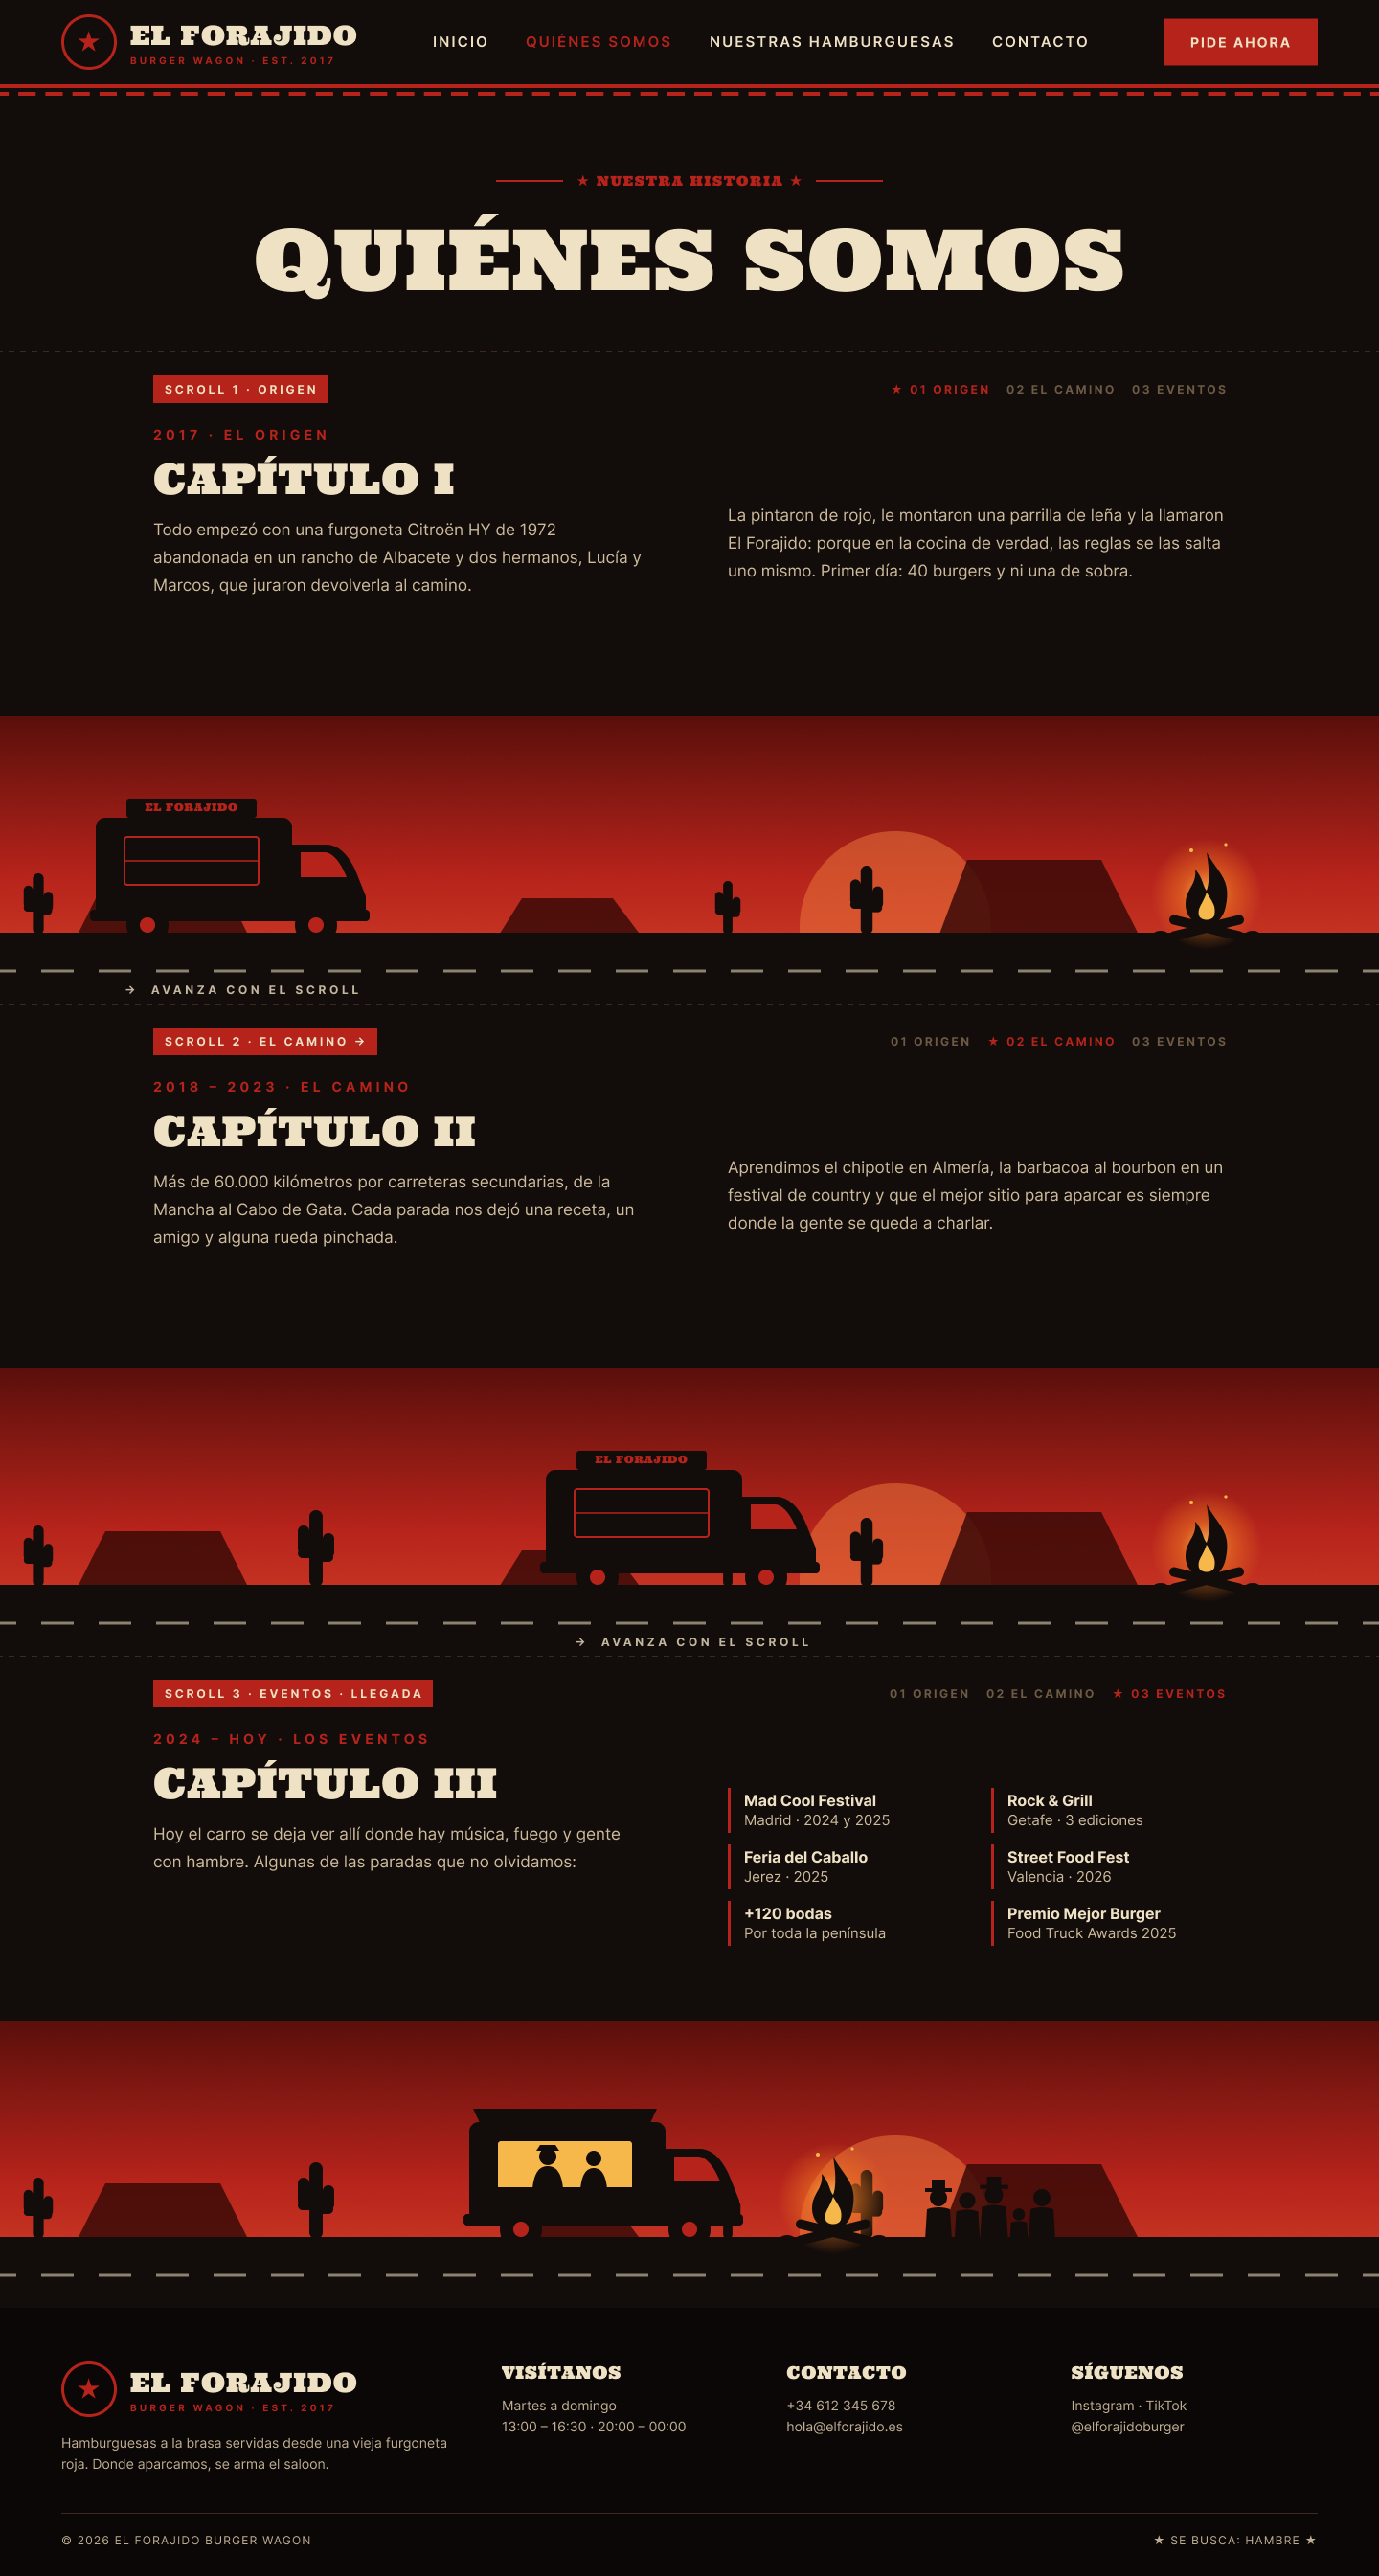 EL FORAJIDO
BURGER WAGON · EST. 2017
INICIO
QUIÉNES SOMOS
NUESTRAS HAMBURGUESAS
CONTACTO
PIDE AHORA
★ NUESTRA HISTORIA ★
QUIÉNES SOMOS
SCROLL 1 · ORIGEN
★ 01 ORIGEN 02 EL CAMINO 03 EVENTOS
2017 · EL ORIGEN
CAPÍTULO I
Todo empezó con una furgoneta Citroën HY de 1972
abandonada en un rancho de Albacete y dos hermanos, Lucía y
Marcos, que juraron devolverla al camino.
La pintaron de rojo, le montaron una parrilla de leña y la llamaron
El Forajido: porque en la cocina de verdad, las reglas se las salta
uno mismo. Primer día: 40 burgers y ni una de sobra.
EL FORAJIDO
→ AVANZA CON EL SCROLL
SCROLL 2 · EL CAMINO →
01 ORIGEN ★ 02 EL CAMINO 03 EVENTOS
2018 – 2023 · EL CAMINO
CAPÍTULO II
Más de 60.000 kilómetros por carreteras secundarias, de la
Mancha al Cabo de Gata. Cada parada nos dejó una receta, un
amigo y alguna rueda pinchada.
Aprendimos el chipotle en Almería, la barbacoa al bourbon en un
festival de country y que el mejor sitio para aparcar es siempre
donde la gente se queda a charlar.
EL FORAJIDO
→ AVANZA CON EL SCROLL
SCROLL 3 · EVENTOS · LLEGADA
01 ORIGEN 02 EL CAMINO ★ 03 EVENTOS
2024 – HOY · LOS EVENTOS
CAPÍTULO III
Hoy el carro se deja ver allí donde hay música, fuego y gente
con hambre. Algunas de las paradas que no olvidamos:
Mad Cool Festival
Madrid · 2024 y 2025
Rock & Grill
Getafe · 3 ediciones
Feria del Caballo
Jerez · 2025
Street Food Fest
Valencia · 2026
+120 bodas
Por toda la península
Premio Mejor Burger
Food Truck Awards 2025
EL FORAJIDO
BURGER WAGON · EST. 2017
Hamburguesas a la brasa servidas desde una vieja furgoneta
roja. Donde aparcamos, se arma el saloon.
VISÍTANOS
Martes a domingo
13:00 – 16:30 · 20:00 – 00:00
CONTACTO
+34 612 345 678
hola@elforajido.es
SÍGUENOS
Instagram · TikTok
@elforajidoburger
© 2026 EL FORAJIDO BURGER WAGON
★ SE BUSCA: HAMBRE ★